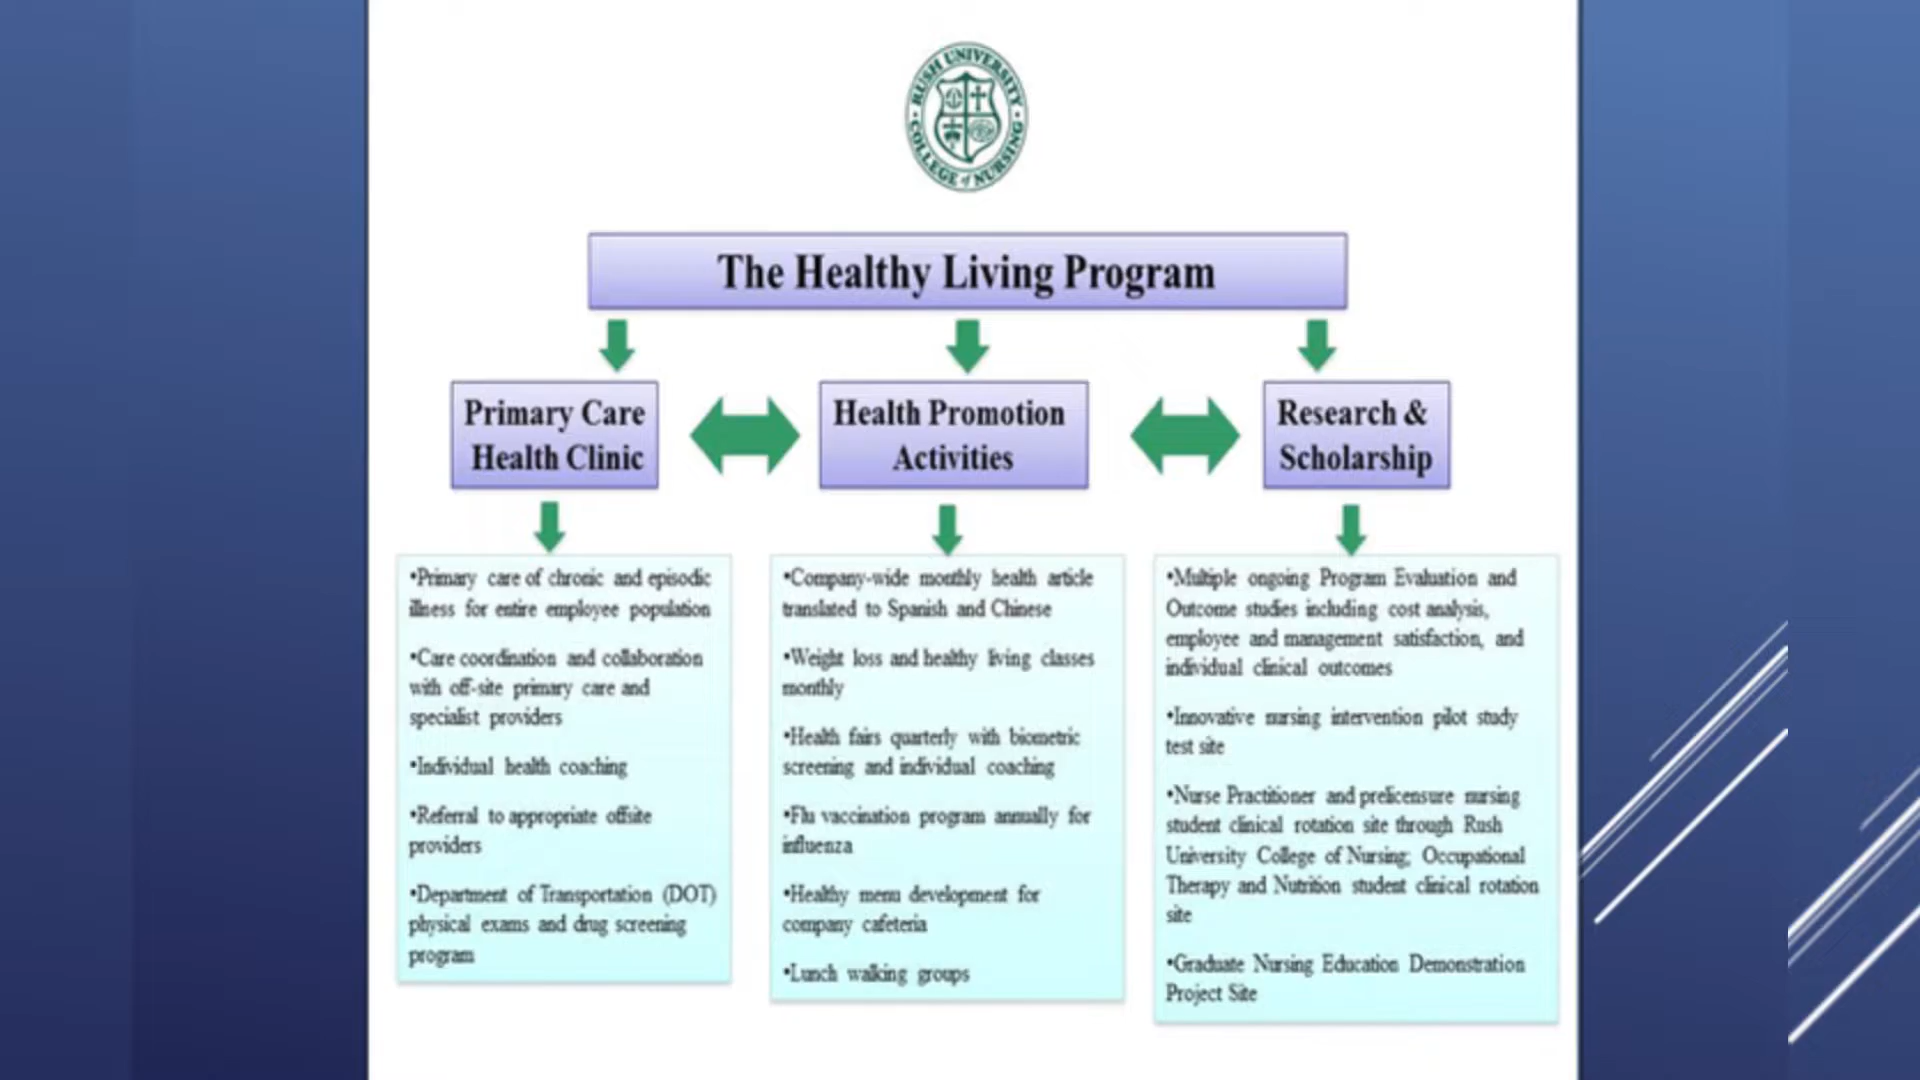 RUSH UNIVERSITY
COLLEGE of NURSING
The Healthy Living Program
Primary Care
Health Clinic
Health Promotion
Activities
Research &
Scholarship
•Primary care of chronic and episodic
illness for entire employee population
•Care coordination and collaboration
with off-site primary care and
specialist providers
•Individual health coaching
•Referral to appropriate offsite
providers
•Department of Transportation (DOT)
physical exams and drug screening
program
•Company-wide monthly health article
translated to Spanish and Chinese
•Weight loss and healthy living classes
monthly
•Health fairs quarterly with biometric
screening and individual coaching
•Flu vaccination program annually for
influenza
•Healthy menu development for
company cafeteria
•Lunch walking groups
•Multiple ongoing Program Evaluation and
Outcome studies including cost analysis,
employee and management satisfaction, and
individual clinical outcomes
•Innovative nursing intervention pilot study
test site
•Nurse Practitioner and prelicensure nursing
student clinical rotation site through Rush
University College of Nursing; Occupational
Therapy and Nutrition student clinical rotation
site
•Graduate Nursing Education Demonstration
Project Site